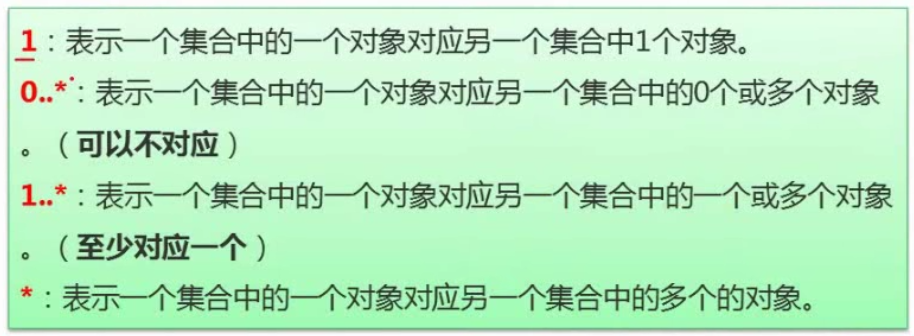 1：表示一个集合中的一个对象对应另一个集合中1个对象。
0..*：表示一个集合中的一个对象对应另一个集合中的0个或多个对象
。（可以不对应）
1..*：表示一个集合中的一个对象对应另一个集合中的一个或多个对象
。（至少对应一个）
*：表示一个集合中的一个对象对应另一个集合中的多个的对象。